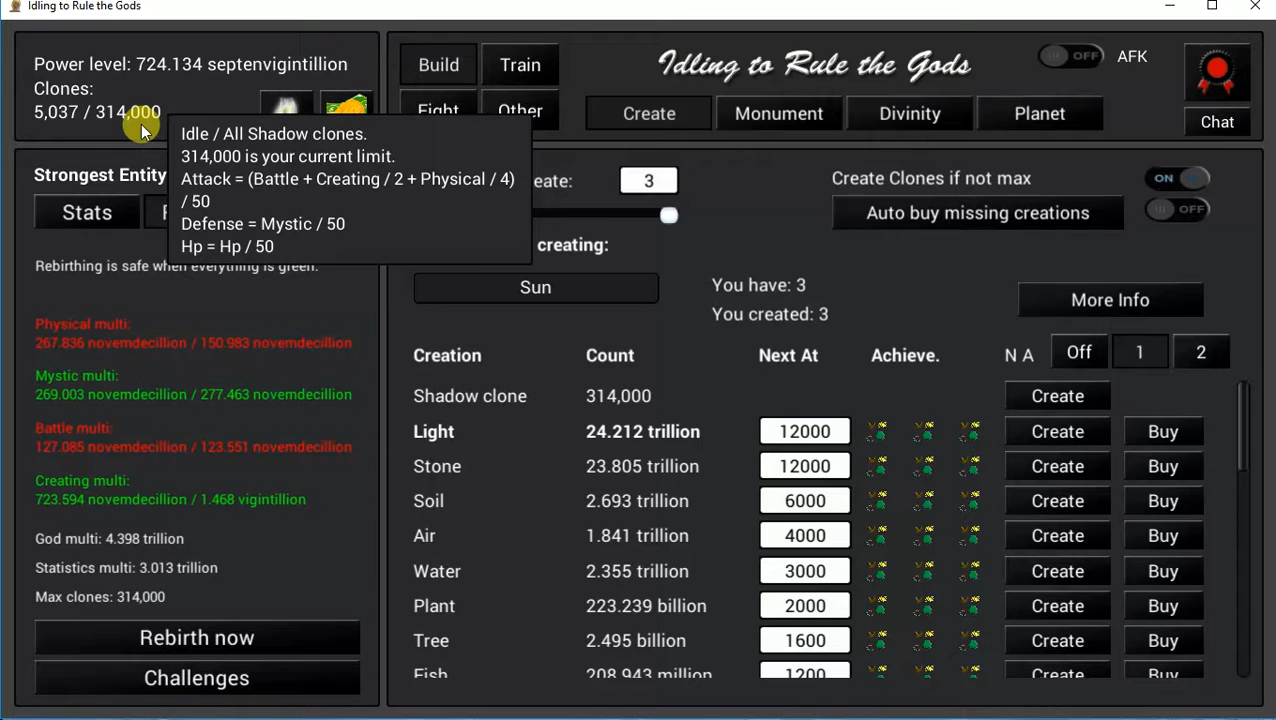 Idling to Rule the Gods
Power level: 724.134 septenvigintillion
Clones:
5,037 / 314,000
Build
Train
Fight
Other
Idling to Rule the Gods
OFF
AFK
Create
Monument
Divinity
Planet
Chat
Idle / All Shadow clones.
314,000 is your current limit.
Attack = (Battle + Creating / 2 + Physical / 4)
/ 50
Defense = Mystic / 50
Hp = Hp / 50
Strongest Entity
Stats
Rebirthing is safe when everything is green.
Physical multi:
267.836 novemdecillion / 150.983 novemdecillion
Mystic multi:
269.003 novemdecillion / 277.463 novemdecillion
Battle multi:
127.085 novemdecillion / 123.551 novemdecillion
Creating multi:
723.594 novemdecillion / 1.468 vigintillion
God multi: 4.398 trillion
Statistics multi: 3.013 trillion
Max clones: 314,000
Rebirth now
Challenges
eate:
3
Create Clones if not max
ON
Auto buy missing creations
OFF
creating:
Sun
You have: 3
You created: 3
More Info
Creation Count Next At Achieve. N A Off 1 2
Shadow clone 314,000 Create
Light 24.212 trillion 12000 Create Buy
Stone 23.805 trillion 12000 Create Buy
Soil 2.693 trillion 6000 Create Buy
Air 1.841 trillion 4000 Create Buy
Water 2.355 trillion 3000 Create Buy
Plant 223.239 billion 2000 Create Buy
Tree 2.495 billion 1600 Create Buy
Fish 208.943 million 1200 Create Buy